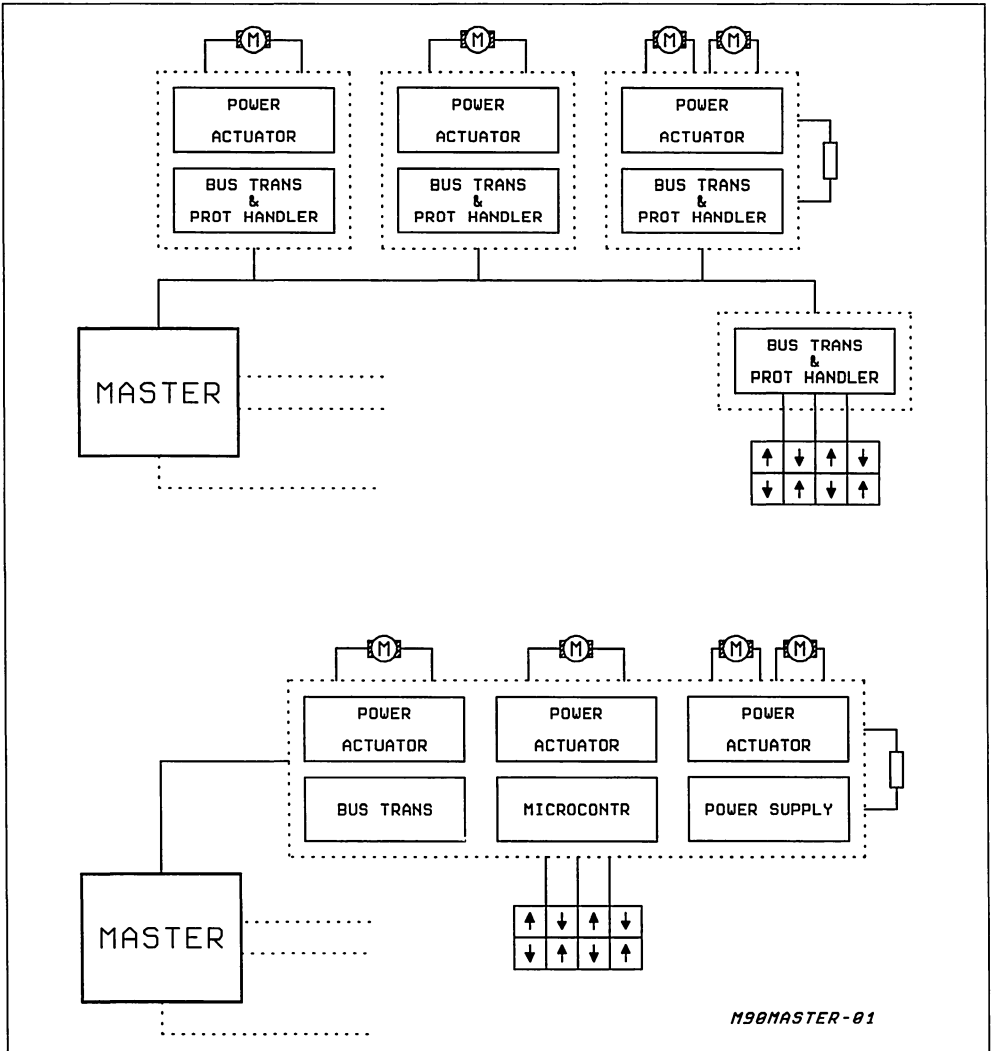 M M M M
POWER ACTUATOR
POWER ACTUATOR
POWER ACTUATOR
BUS TRANS & PROT HANDLER
BUS TRANS & PROT HANDLER
BUS TRANS & PROT HANDLER
MASTER
BUS TRANS & PROT HANDLER
M M M M
POWER ACTUATOR
POWER ACTUATOR
POWER ACTUATOR
BUS TRANS
MICROCONTR
POWER SUPPLY
MASTER
M90MASTER-01